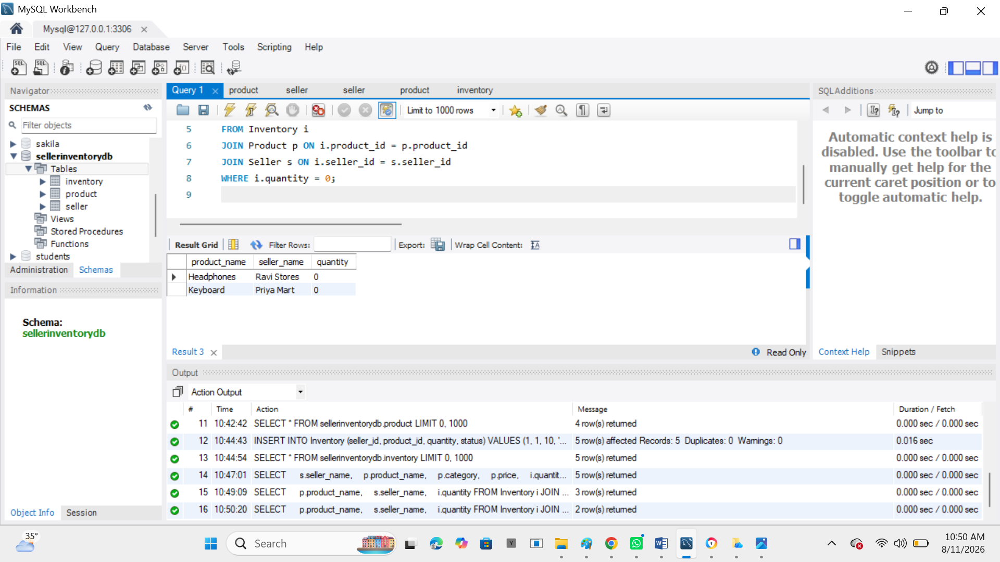 MySQL Workbench
Mysql@127.0.0.1:3306
File Edit View Query Database Server Tools Scripting Help
Navigator
SCHEMAS
Filter objects
sakila
sellerinventorydb
Tables
inventory
product
seller
Views
Stored Procedures
Functions
students
Administration Schemas
Information
Schema:
sellerinventorydb
Object Info Session
Query 1 product seller seller product inventory
Limit to 1000 rows
5 FROM Inventory i
6 JOIN Product p ON i.product_id = p.product_id
7 JOIN Seller s ON i.seller_id = s.seller_id
8 WHERE i.quantity = 0;
9
Result Grid Filter Rows: Export: Wrap Cell Content:
product_name seller_name quantity
Headphones Ravi Stores 0
Keyboard Priya Mart 0
Result 3 Read Only
SQLAdditions
Jump to
Automatic context help is
disabled. Use the toolbar to
manually get help for the
current caret position or to
toggle automatic help.
Context Help Snippets
Output
Action Output
# Time Action Message Duration / Fetch
11 10:42:42 SELECT * FROM sellerinventorydb.product LIMIT 0, 1000 4 row(s) returned 0.000 sec / 0.000 sec
12 10:44:43 INSERT INTO Inventory (seller_id, product_id, quantity, status) VALUES (1, 1, 10, '... 5 row(s) affected Records: 5 Duplicates: 0 Warnings: 0 0.016 sec
13 10:44:54 SELECT * FROM sellerinventorydb.inventory LIMIT 0, 1000 5 row(s) returned 0.000 sec / 0.000 sec
14 10:47:01 SELECT s.seller_name, p.product_name, p.category, p.price, i.quantit... 5 row(s) returned 0.000 sec / 0.000 sec
15 10:49:09 SELECT p.product_name, s.seller_name, i.quantity FROM Inventory i JOIN ... 3 row(s) returned 0.000 sec / 0.000 sec
16 10:50:20 SELECT p.product_name, s.seller_name, i.quantity FROM Inventory i JOIN ... 2 row(s) returned 0.000 sec / 0.000 sec
35°
Search
10:50 AM
8/11/2026